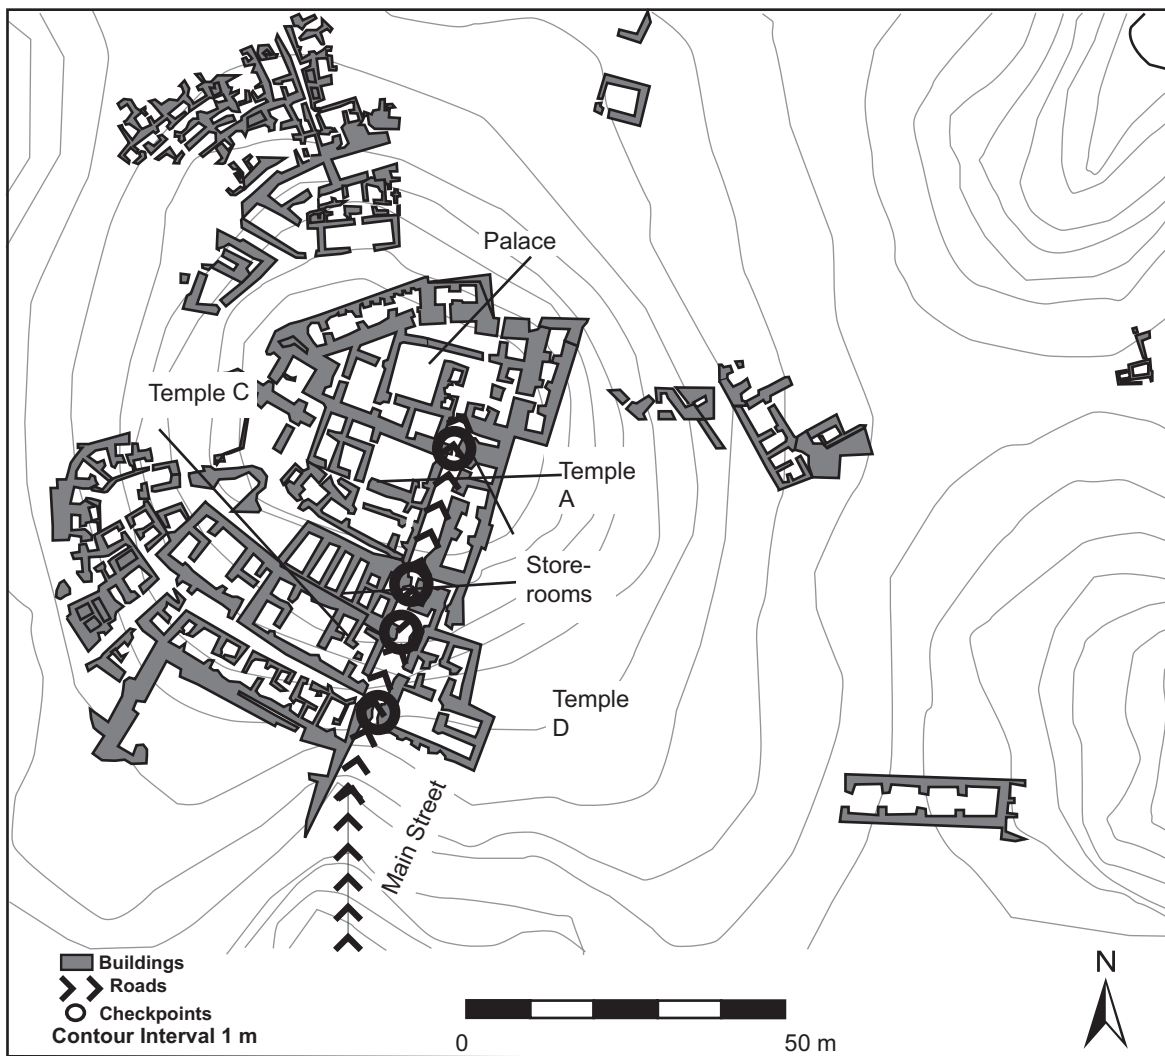 Palace
Temple C
Temple
A
Store-
rooms
Temple
D
Main Street
Buildings
Roads
Checkpoints
Contour Interval 1 m
0
50 m
N